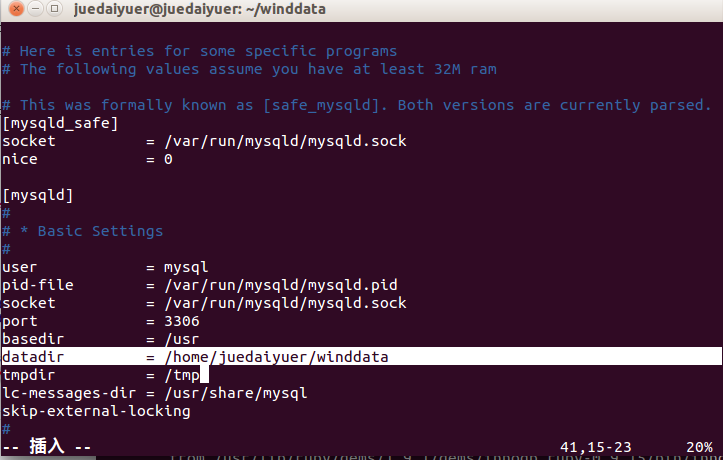 juedaiyuer@juedaiyuer: ~/winddata
# Here is entries for some specific programs
# The following values assume you have at least 32M ram
# This was formally known as [safe_mysqld]. Both versions are currently parsed.
[mysqld_safe]
socket          = /var/run/mysqld/mysqld.sock
nice            = 0
[mysqld]
#
# * Basic Settings
#
user            = mysql
pid-file        = /var/run/mysqld/mysqld.pid
socket          = /var/run/mysqld/mysqld.sock
port            = 3306
basedir         = /usr
datadir         = /home/juedaiyuer/winddata
tmpdir          = /tmp
lc-messages-dir = /usr/share/mysql
skip-external-locking
#
-- 插入 --                                                    41,15-23      20%